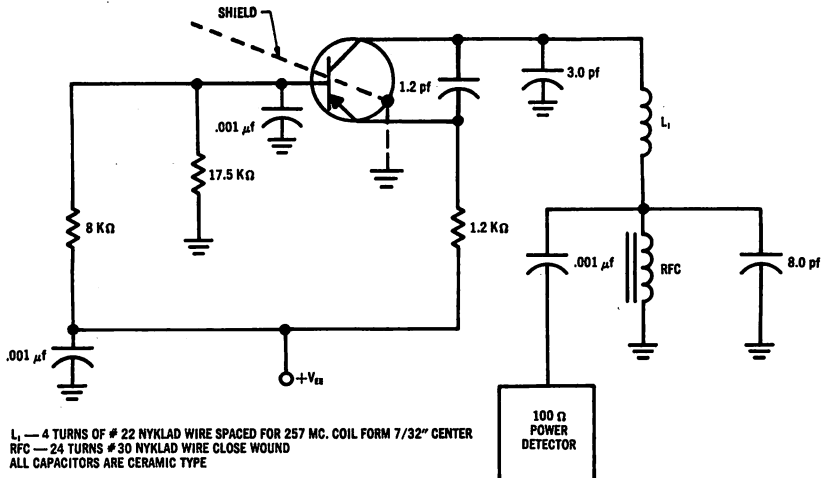 SHIELD
1.2 pf
3.0 pf
.001 μf
L₁
17.5 KΩ
8 KΩ
1.2 KΩ
.001 μf
RFC
8.0 pf
.001 μf
+V_EB
100 Ω
POWER
DETECTOR
L₁ — 4 TURNS OF # 22 NYKLAD WIRE SPACED FOR 257 MC. COIL FORM 7/32" CENTER
RFC — 24 TURNS # 30 NYKLAD WIRE CLOSE WOUND
ALL CAPACITORS ARE CERAMIC TYPE